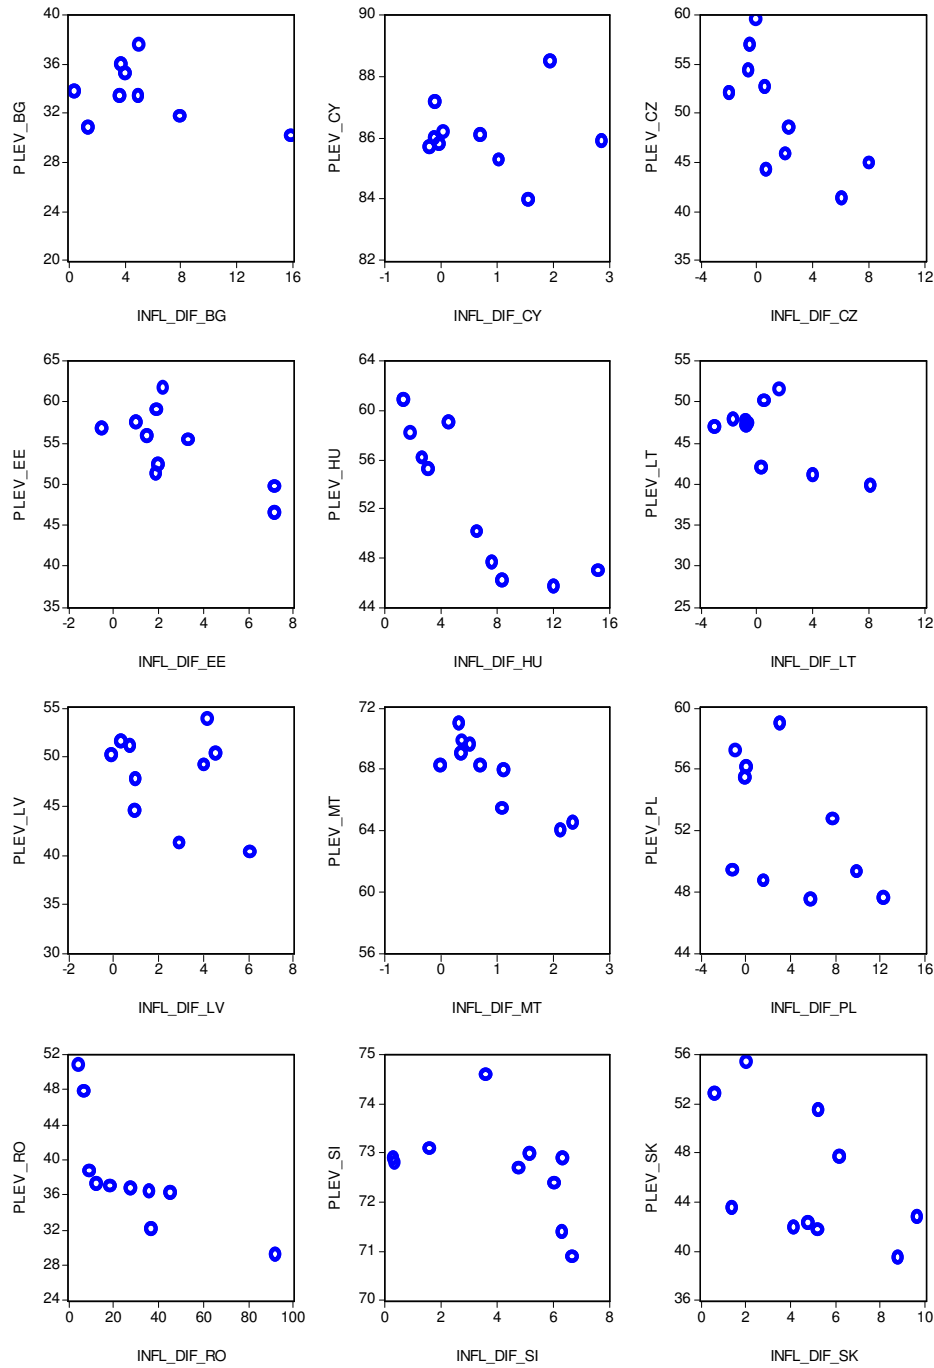 40
36
32
28
24
20
PLEV_BG
0 4 8 12 16
INFL_DIF_BG
90
88
86
84
82
PLEV_CY
-1 0 1 2 3
INFL_DIF_CY
60
55
50
45
40
35
PLEV_CZ
-4 0 4 8 12
INFL_DIF_CZ
65
60
55
50
45
40
35
PLEV_EE
-2 0 2 4 6 8
INFL_DIF_EE
64
60
56
52
48
44
PLEV_HU
0 4 8 12 16
INFL_DIF_HU
55
50
45
40
35
30
25
PLEV_LT
-4 0 4 8 12
INFL_DIF_LT
55
50
45
40
35
30
PLEV_LV
-2 0 2 4 6 8
INFL_DIF_LV
72
68
64
60
56
PLEV_MT
-1 0 1 2 3
INFL_DIF_MT
60
56
52
48
44
PLEV_PL
-4 0 4 8 12 16
INFL_DIF_PL
52
48
44
40
36
32
28
24
PLEV_RO
0 20 40 60 80 100
INFL_DIF_RO
75
74
73
72
71
70
PLEV_SI
0 2 4 6 8
INFL_DIF_SI
56
52
48
44
40
36
PLEV_SK
0 2 4 6 8 10
INFL_DIF_SK